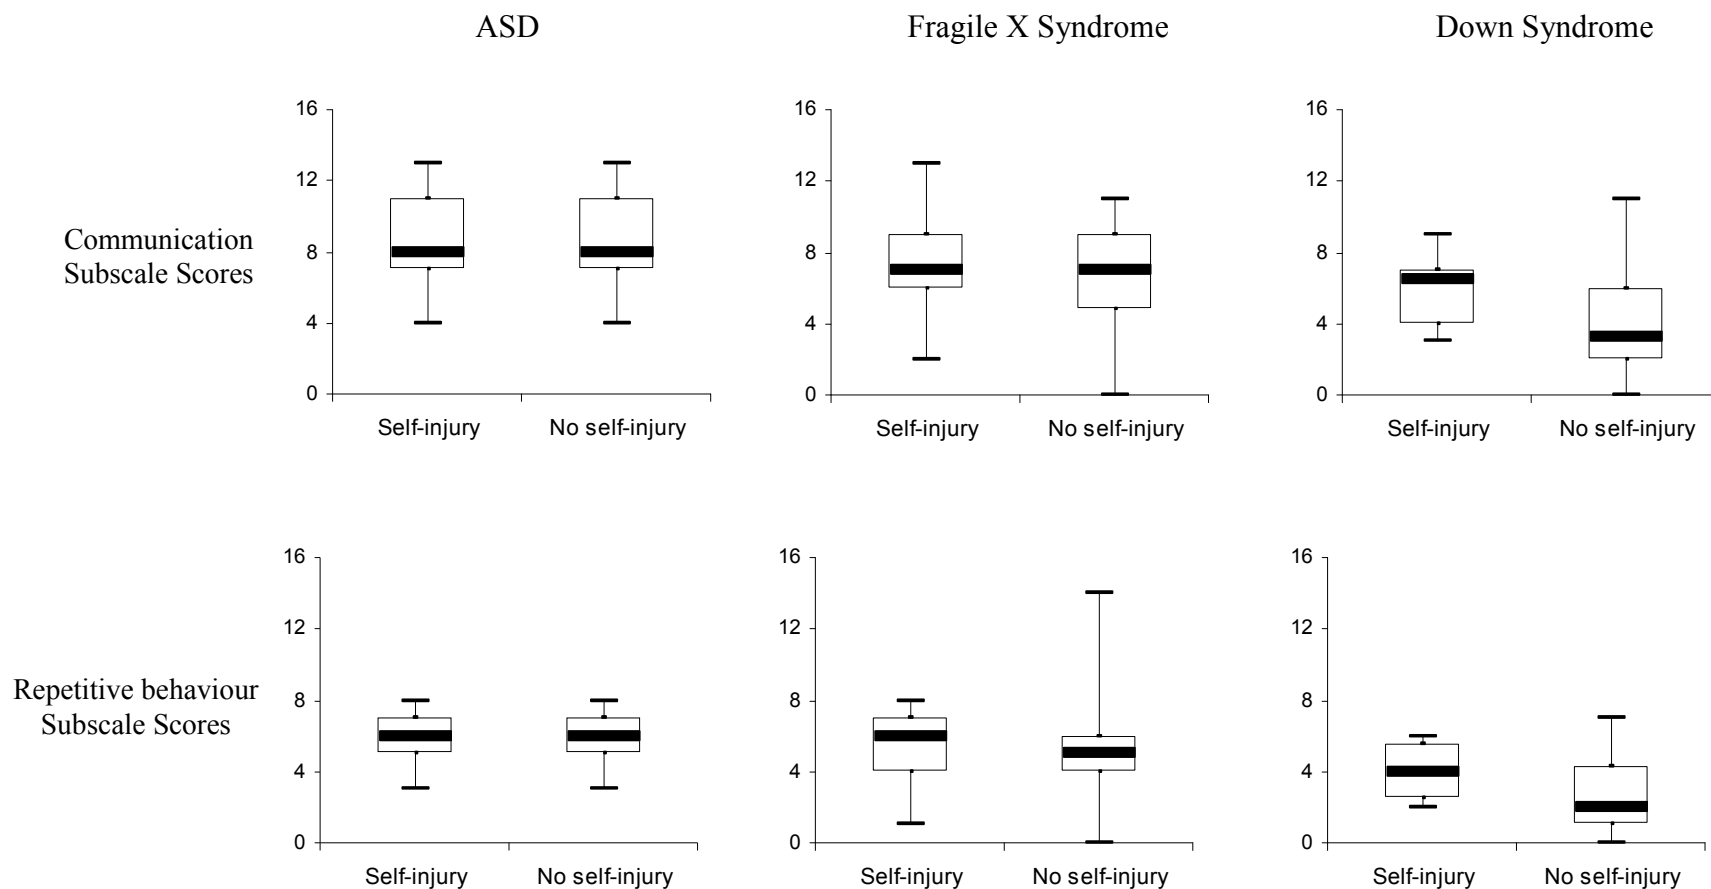 ASD
Fragile X Syndrome
Down Syndrome
Communication
Subscale Scores
16
12
8
4
0
Self-injury
No self-injury
16
12
8
4
0
Self-injury
No self-injury
16
12
8
4
0
Self-injury
No self-injury
Repetitive behaviour
Subscale Scores
16
12
8
4
0
Self-injury
No self-injury
16
12
8
4
0
Self-injury
No self-injury
16
12
8
4
0
Self-injury
No self-injury